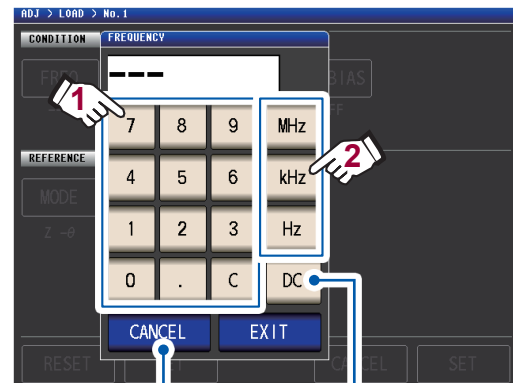 ADJ > LOAD > No.1
CONDITION FREQUENCY
FREQ --- BIAS
1 OFF
7 8 9 MHz
REFERENCE 4 5 6 kHz 2
MODE
Z -θ 1 2 3 Hz
0 . C DC
CANCEL EXIT
RESET CANCEL SET